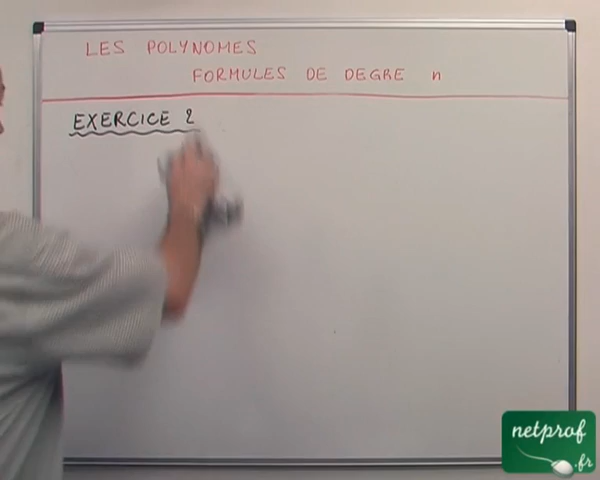 LES POLYNOMES
FORMULES DE DEGRE n
EXERCICE 2
netprof
.fr